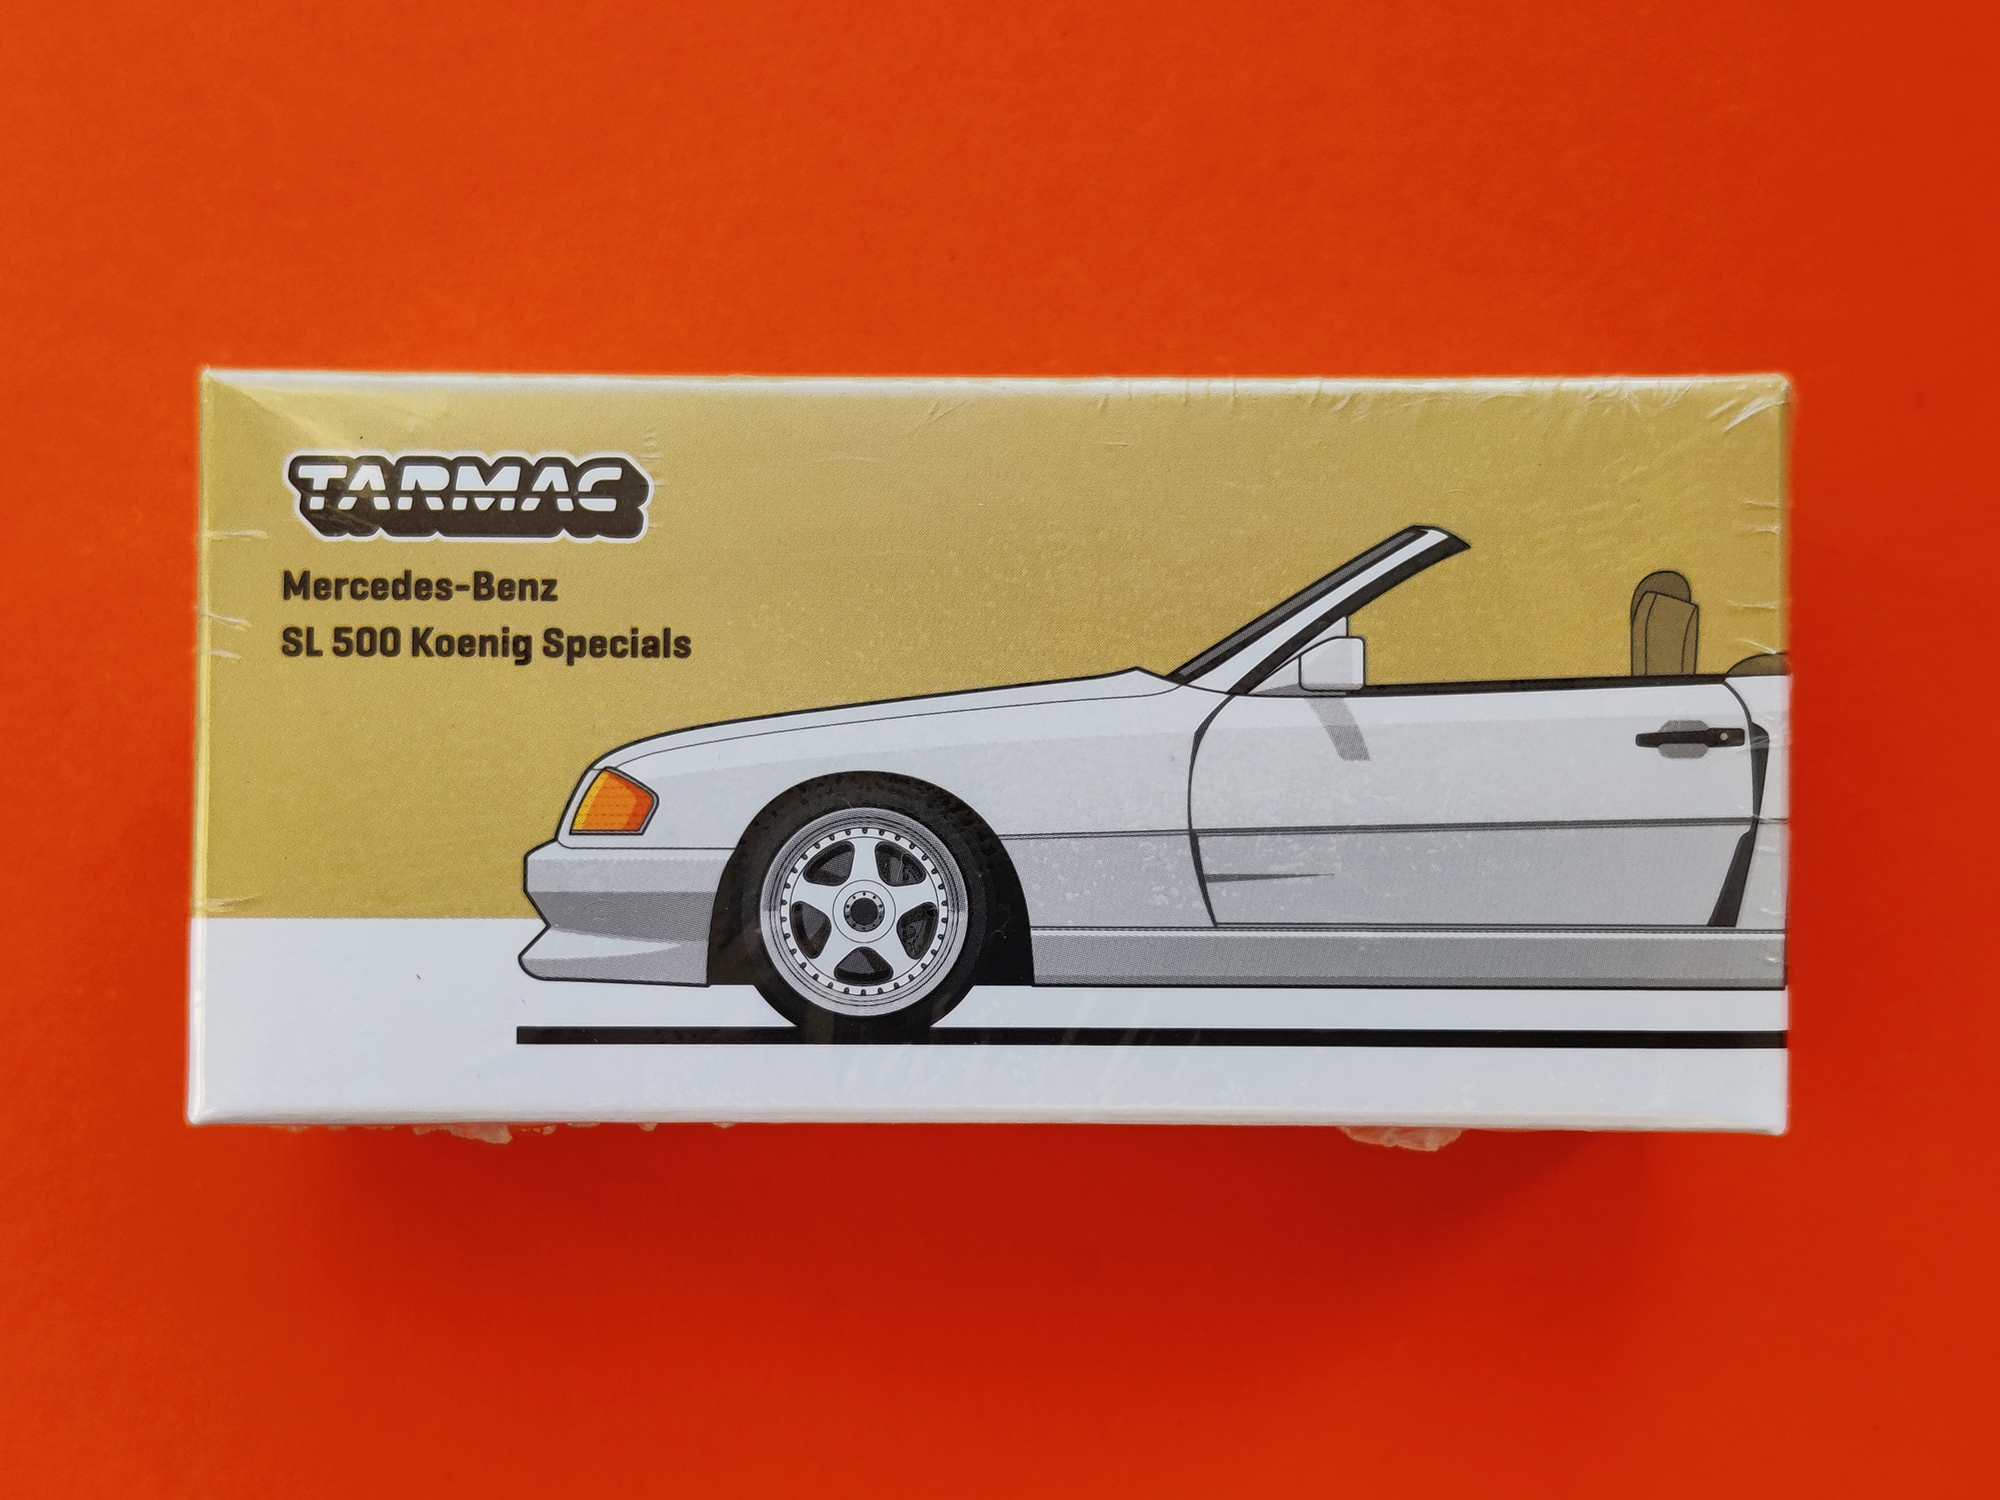 TARMAC
Mercedes-Benz
SL 500 Koenig Specials